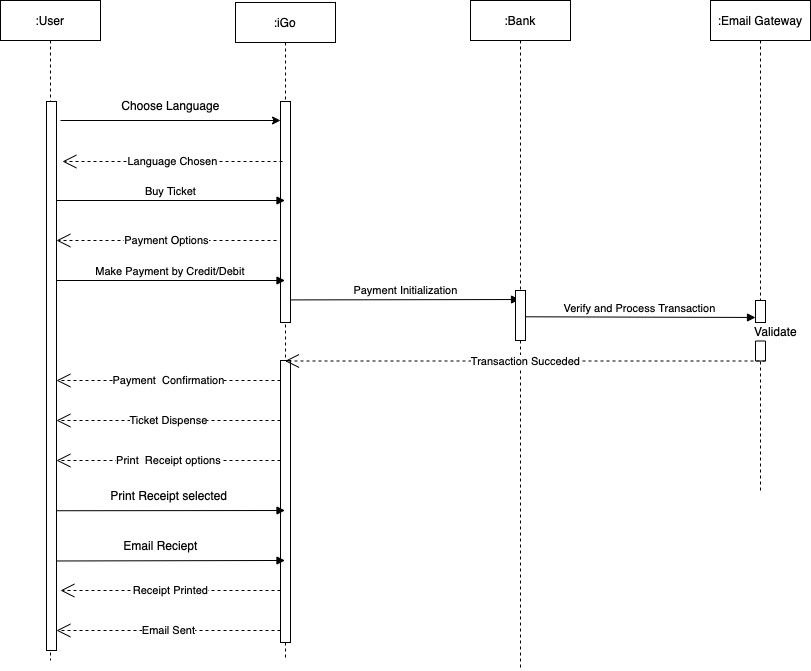 :User
:iGo
:Bank
:Email Gateway
Choose Language
Language Chosen
Buy Ticket
Payment Options
Make Payment by Credit/Debit
Payment Initialization
Verify and Process Transaction
Validate
Transaction Succeded
Payment  Confirmation
Ticket Dispense
Print  Receipt options
Print Receipt selected
Email Reciept
Receipt Printed
Email Sent